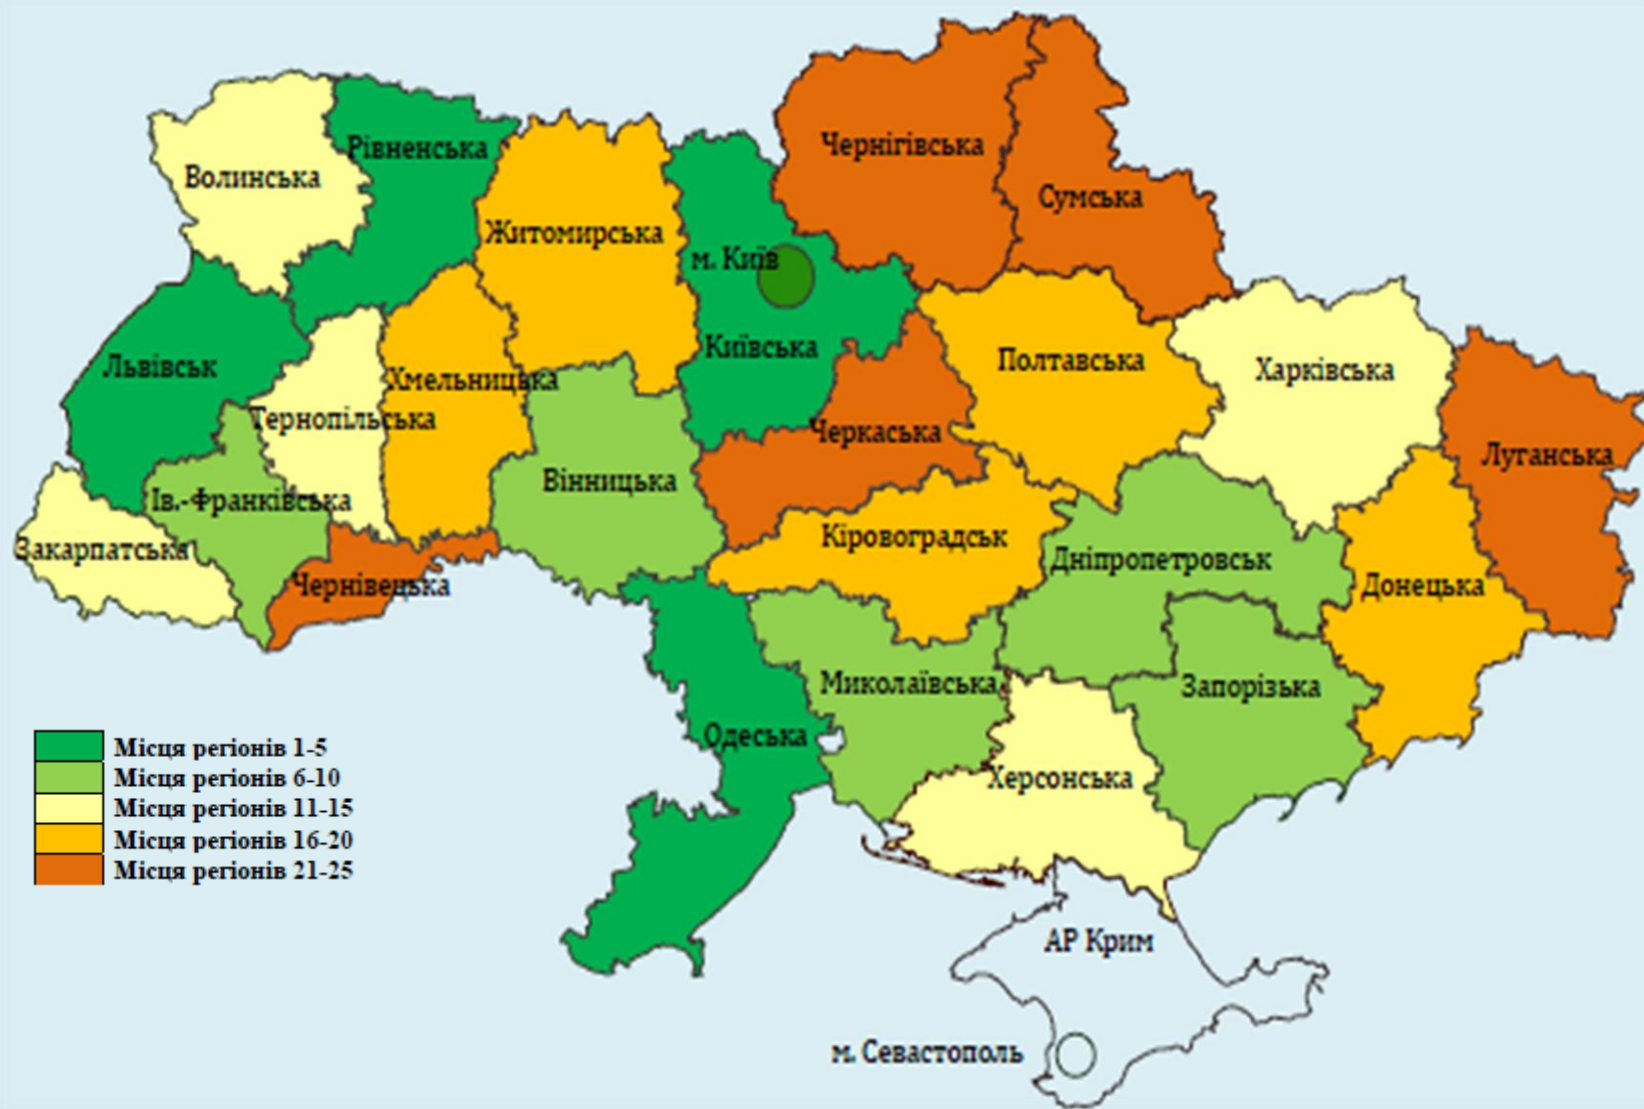 Чернігівська
Рівненська
Волинська
Сумська
Житомирська
м. Київ
Київська
Полтавська
Львівськ
Харківська
Хмельницька
Тернопільська
Черкаська
Луганська
Вінницька
Ів.-Франківська
Кіровоградськ
Закарпатська
Дніпропетровськ
Чернівецька
Донецька
Миколаївська
Запорізька
Одеська
Херсонська
Місця регіонів 1-5
Місця регіонів 6-10
Місця регіонів 11-15
Місця регіонів 16-20
Місця регіонів 21-25
АР Крим
м. Севастополь